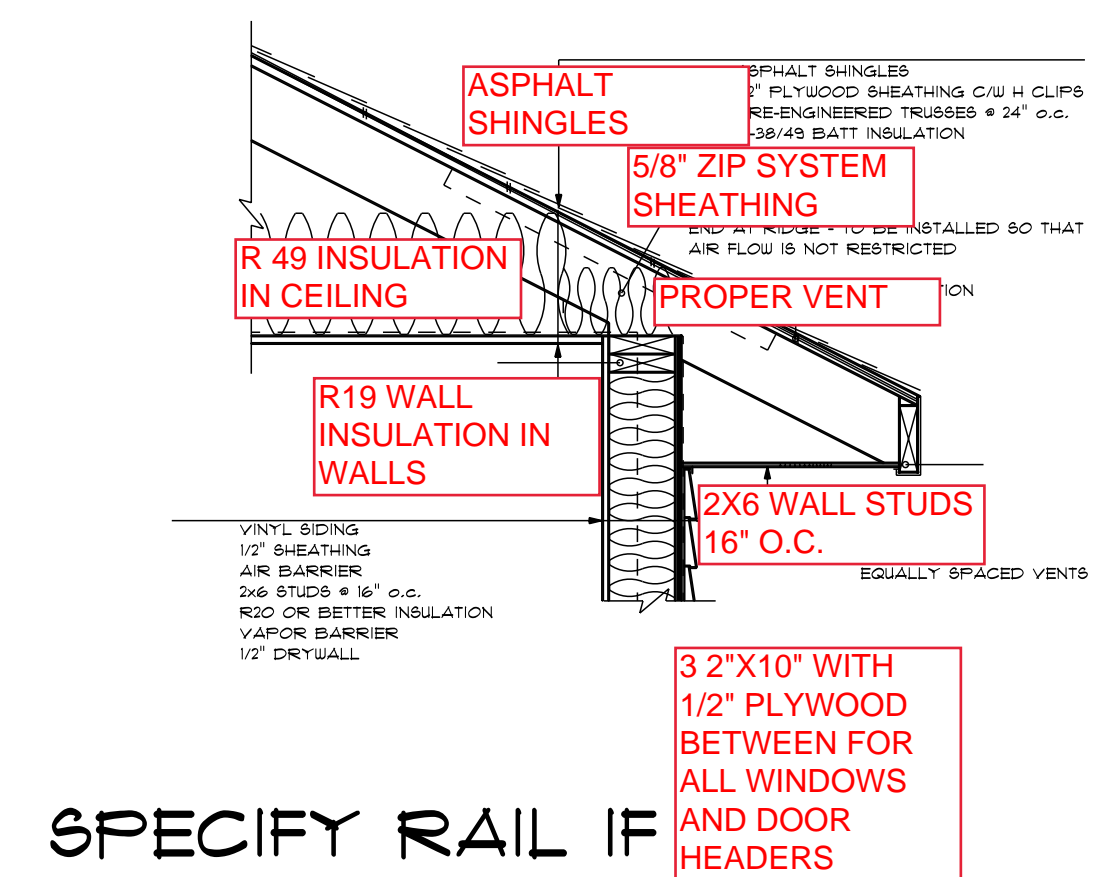 ASPHALT
SHINGLES
SPHALT SHINGLES
2" PLYWOOD SHEATHING C/W H CLIPS
RE-ENGINEERED TRUSSES @ 24" o.c.
-38/49 BATT INSULATION
5/8" ZIP SYSTEM
SHEATHING
END AT RIDGE - TO BE INSTALLED SO THAT
AIR FLOW IS NOT RESTRICTED
R 49 INSULATION
IN CEILING
PROPER VENT
TION
R19 WALL
INSULATION IN
WALLS
2X6 WALL STUDS
16" O.C.
EQUALLY SPACED VENTS
VINYL SIDING
1/2" SHEATHING
AIR BARRIER
2x6 STUDS @ 16" o.c.
R20 OR BETTER INSULATION
VAPOR BARRIER
1/2" DRYWALL
3 2"X10" WITH
1/2" PLYWOOD
BETWEEN FOR
ALL WINDOWS
AND DOOR
HEADERS
SPECIFY RAIL IF